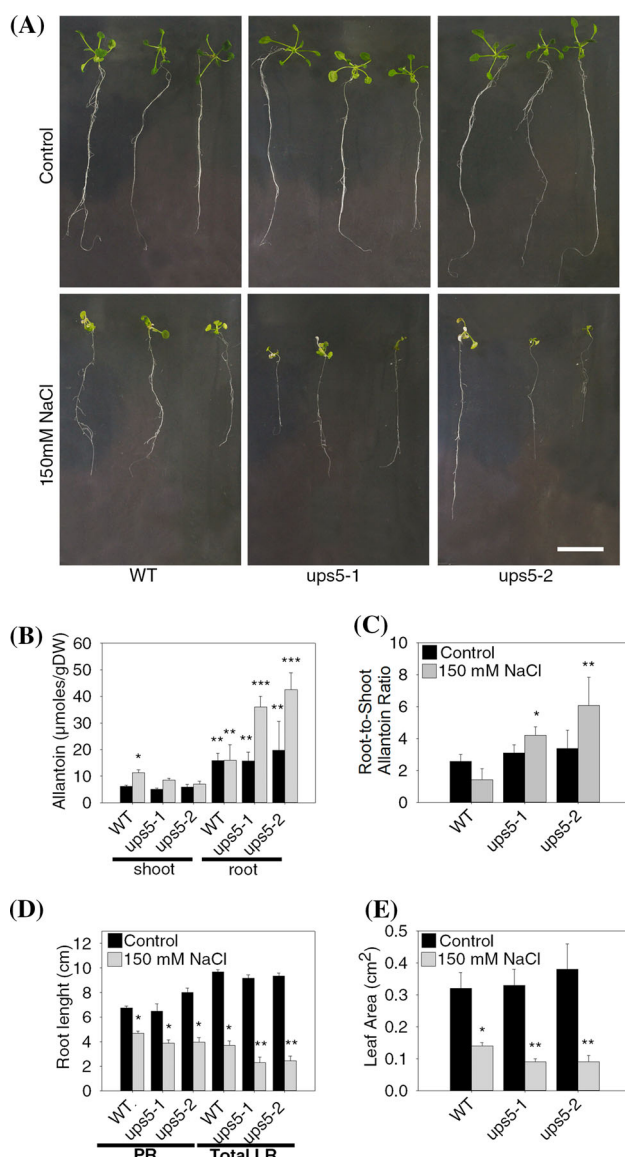 (A)
Control
150mM NaCl
WT
ups5-1
ups5-2
(B)
Allantoin (μmoles/gDW)
60
50
40
30
20
10
0
*
** ** ** *** ** ***
WT
ups5-1
ups5-2
WT
ups5-1
ups5-2
shoot
root
(C)
Root-to-Shoot
Allantoin Ratio
10
8
6
4
2
0
Control
150 mM NaCl
*
**
WT
ups5-1
ups5-2
(D)
Root lenght (cm)
14
12
10
8
6
4
2
0
Control
150 mM NaCl
* * * * ** **
WT
ups5-1
ups5-2
WT
ups5-1
ups5-2
PR
Total LR
(E)
Leaf Area (cm²)
0.5
0.4
0.3
0.2
0.1
0.0
Control
150 mM NaCl
* ** **
WT
ups5-1
ups5-2